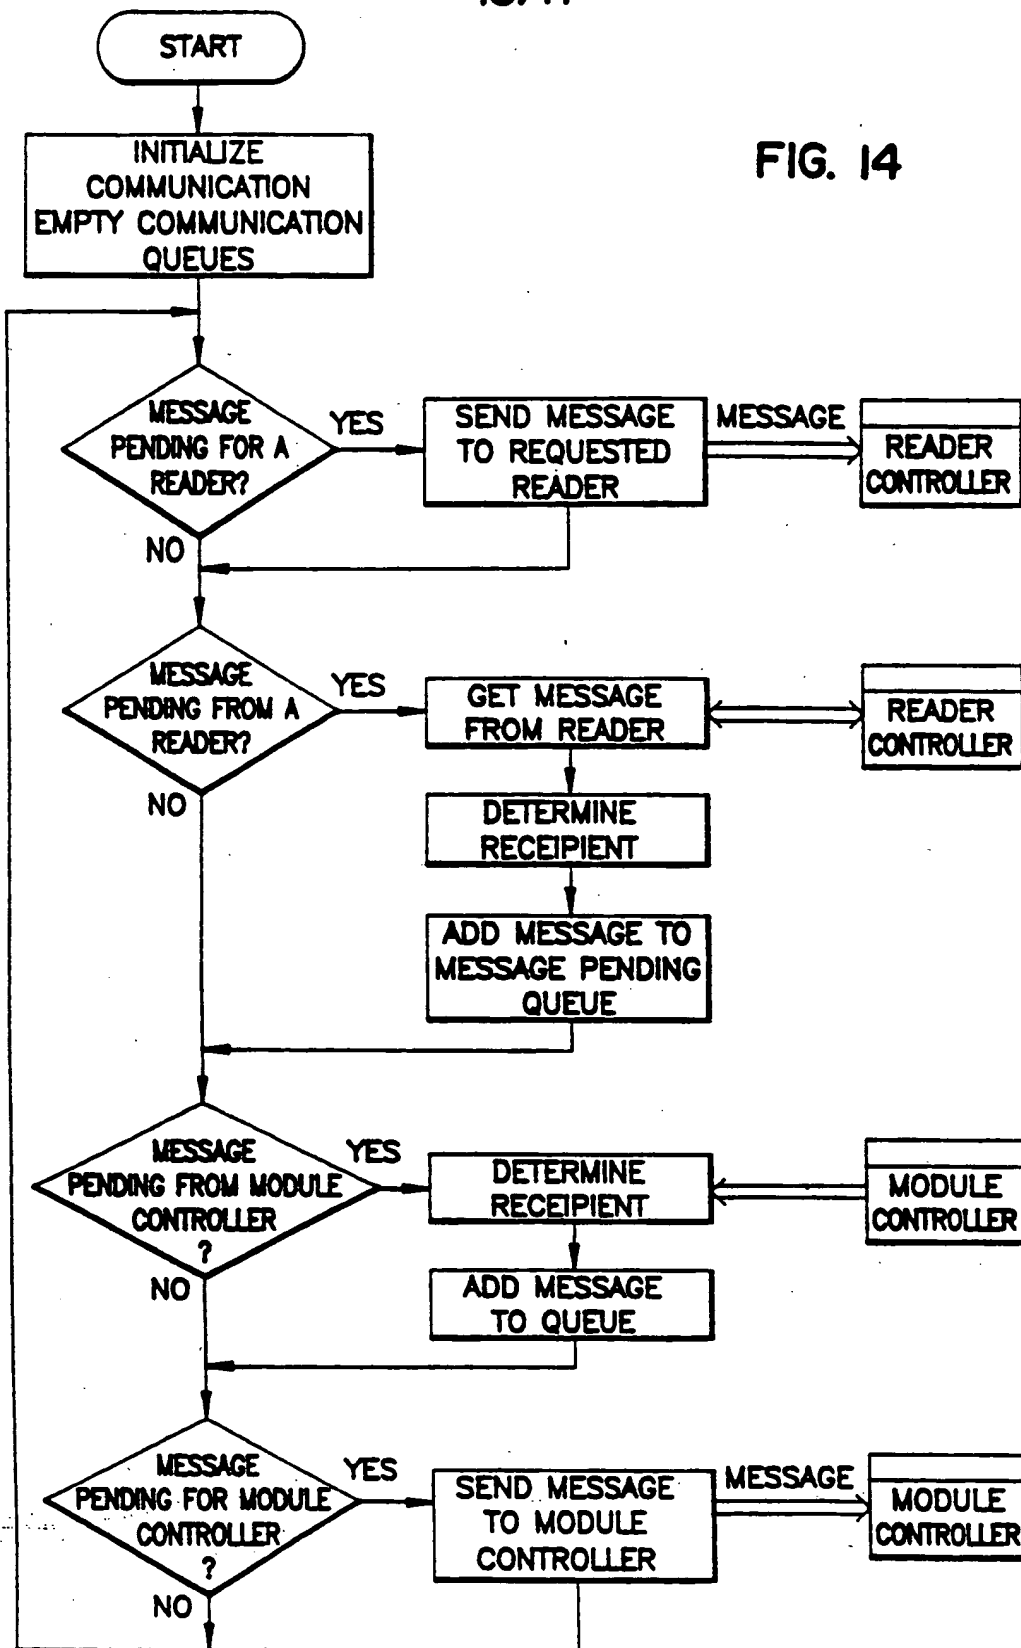 START
FIG. 14
INITIALIZE
COMMUNICATION
EMPTY COMMUNICATION
QUEUES
MESSAGE
PENDING FOR A
READER?
YES
NO
SEND MESSAGE
TO REQUESTED
READER
MESSAGE
READER
CONTROLLER
MESSAGE
PENDING FROM A
READER?
YES
NO
GET MESSAGE
FROM READER
READER
CONTROLLER
DETERMINE
RECEIPIENT
ADD MESSAGE TO
MESSAGE PENDING
QUEUE
MESSAGE
PENDING FROM MODULE
CONTROLLER
?
YES
NO
DETERMINE
RECEIPIENT
MODULE
CONTROLLER
ADD MESSAGE
TO QUEUE
MESSAGE
PENDING FOR MODULE
CONTROLLER
?
YES
NO
SEND MESSAGE
TO MODULE
CONTROLLER
MESSAGE
MODULE
CONTROLLER